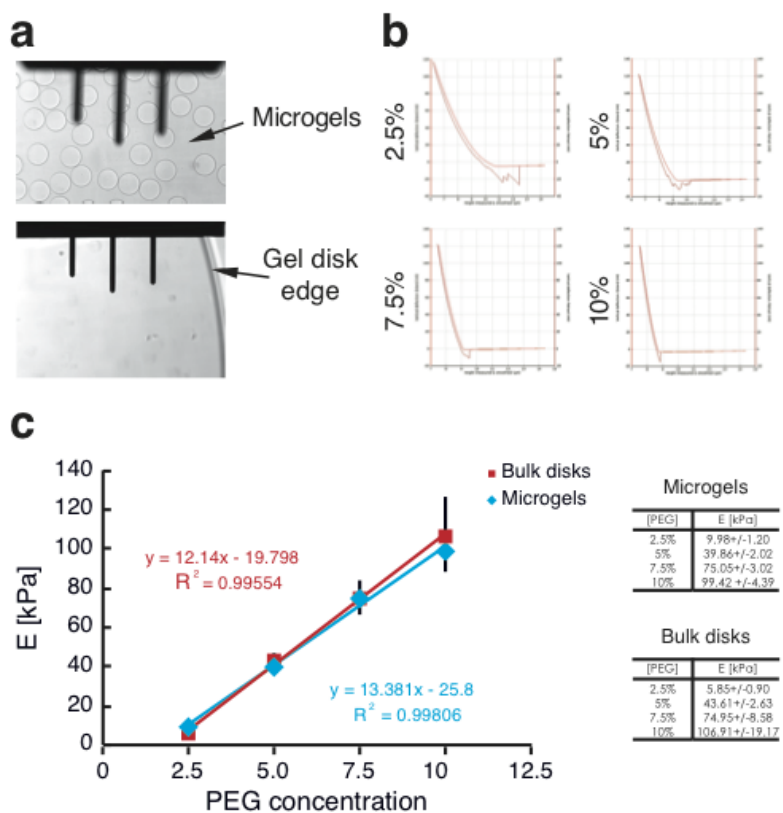 a
Microgels
Gel disk
edge
b
2.5%
5%
7.5%
10%
c
140
120
100
80
60
40
20
0
E [kPa]
0
2.5
5.0
7.5
10
12.5
PEG concentration
Bulk disks
Microgels
y = 12.14x - 19.798
R² = 0.99554
y = 13.381x - 25.8
R² = 0.99806
Microgels
[PEG] E [kPa]
2.5% 9.98+/-1.20
5% 39.86+/-2.02
7.5% 75.05+/-3.02
10% 99.42 +/-4.39
Bulk disks
[PEG] E [kPa]
2.5% 5.85+/-0.90
5% 43.61+/-2.63
7.5% 74.95+/-8.58
10% 106.91+/-19.17